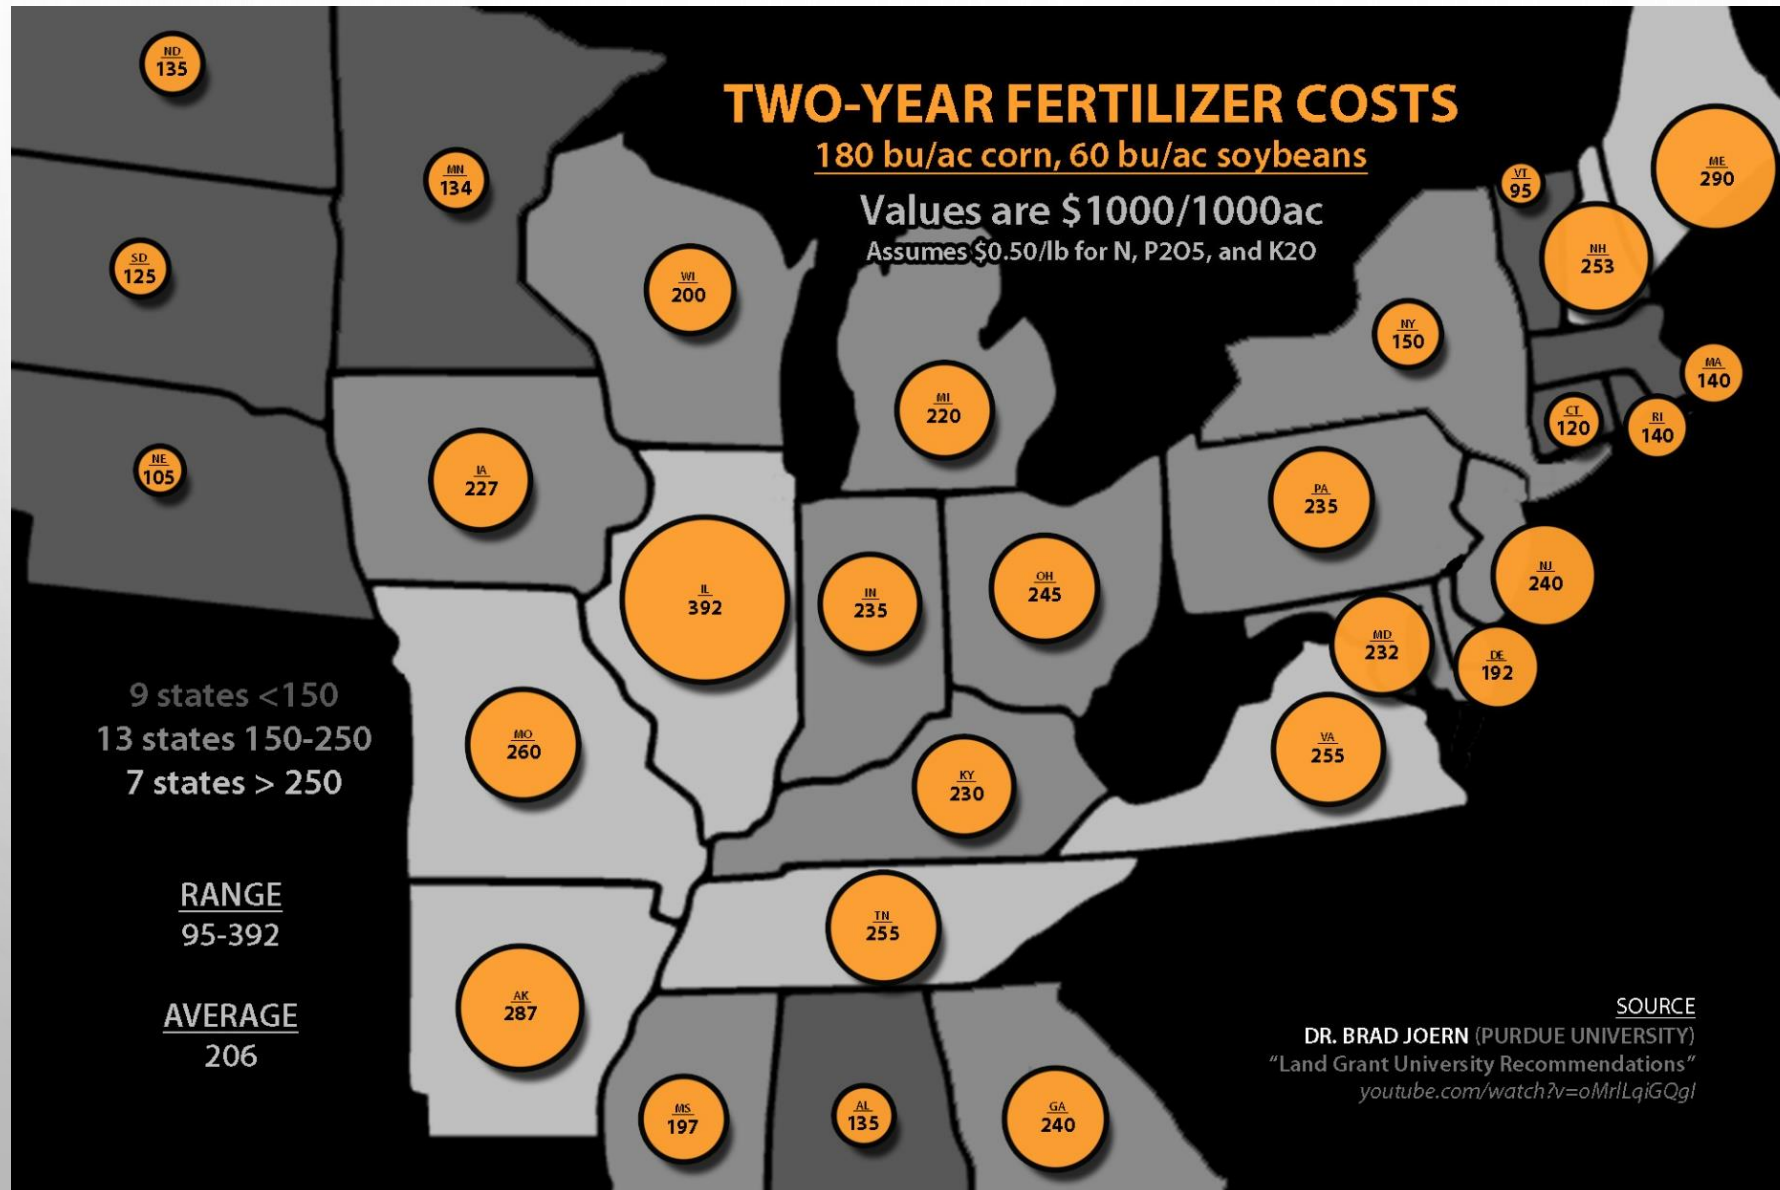 TWO-YEAR FERTILIZER COSTS
180 bu/ac corn, 60 bu/ac soybeans
Values are $1000/1000ac
Assumes $0.50/lb for N, P2O5, and K2O
ND
135
MN
134
SD
125
WI
200
MI
220
NE
105
IA
227
IL
392
IN
235
OH
245
VT
95
ME
290
NH
253
NY
150
MA
140
CT
120
RI
140
PA
235
NJ
240
MD
232
DE
192
VA
255
MO
260
KY
230
TN
255
AK
287
MS
197
AL
135
GA
240
9 states <150
13 states 150-250
7 states > 250
RANGE
95-392
AVERAGE
206
SOURCE
DR. BRAD JOERN (PURDUE UNIVERSITY)
"Land Grant University Recommendations"